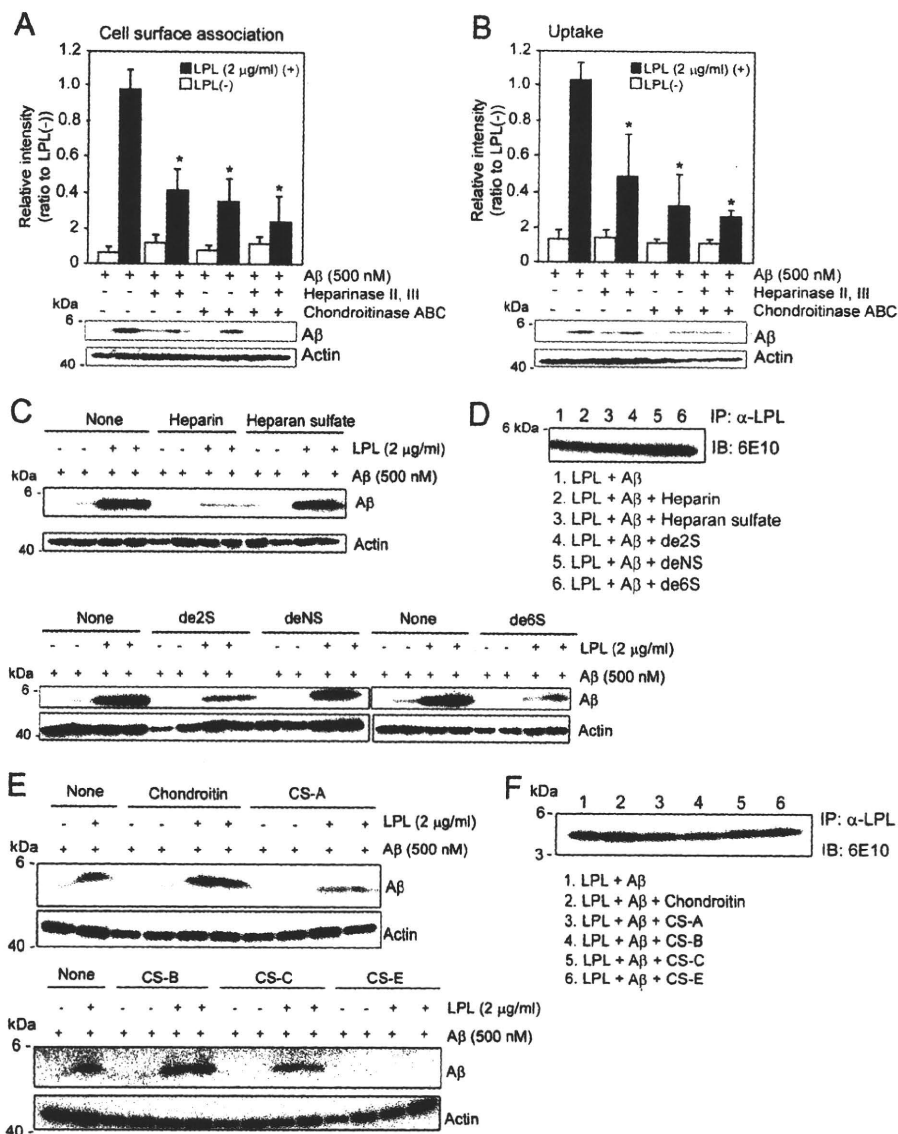 A Cell surface association
1.2
1.0
0.8
0.6
0.4
2
0
Relative intensity
(ratio to LPL(-))
LPL (2 μg/ml) (+)
LPL(-)
* * *
+ + + + + + + + Aβ (500 nM)
- - + + - - + + Heparinase II, III
- - - - + + + + Chondroitinase ABC
kDa
6 -
Aβ
40 -
Actin
B Uptake
1.2
1.0
0.8
0.6
0.4
2
0
Relative intensity
(ratio to LPL(-))
LPL (2 μg/ml) (+)
LPL(-)
* * *
+ + + + + + + + Aβ (500 nM)
- - + + - - + + Heparinase II, III
- - - - + + + + Chondroitinase ABC
kDa
6 -
Aβ
40 -
Actin
C
None Heparin Heparan sulfate
- - + + - - + + - - + + LPL (2 μg/ml)
+ + + + + + + + + + + + Aβ (500 nM)
kDa
6 -
Aβ
40 -
Actin
None de2S deNS None de6S
- - + + - - + + - - + + - - + + - - + + LPL (2 μg/ml)
+ + + + + + + + + + + + + + + + + + + + Aβ (500 nM)
kDa
6 -
Aβ
40 -
Actin
D
1 2 3 4 5 6 IP: α-LPL
6 kDa
IB: 6E10
1. LPL + Aβ
2. LPL + Aβ + Heparin
3. LPL + Aβ + Heparan sulfate
4. LPL + Aβ + de2S
5. LPL + Aβ + deNS
6. LPL + Aβ + de6S
E
None Chondroitin CS-A
- + - - + + - - + + LPL (2 μg/ml)
+ + + + + + + + + + Aβ (500 nM)
6 -
Aβ
40 -
Actin
None CS-B CS-C CS-E
- + - - + + - - + + - - + + LPL (2 μg/ml)
+ + + + + + + + + + + + + + Aβ (500 nM)
kDa
6 -
Aβ
40 -
Actin
F kDa
1 2 3 4 5 6
6 -
IP: α-LPL
3 -
IB: 6E10
1. LPL + Aβ
2. LPL + Aβ + Chondroitin
3. LPL + Aβ + CS-A
4. LPL + Aβ + CS-B
5. LPL + Aβ + CS-C
6. LPL + Aβ + CS-E